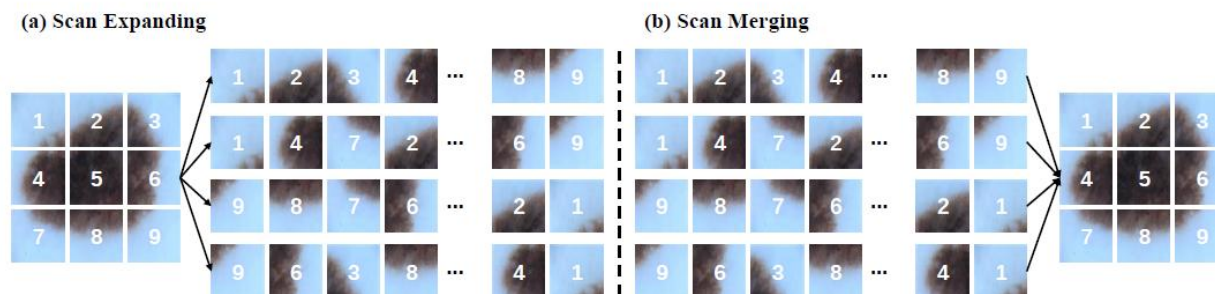 (a) Scan Expanding
1 2 3
4 5 6
7 8 9
1 2 3 4 ... 8 9
1 4 7 2 ... 6 9
9 8 7 6 ... 2 1
9 6 3 8 ... 4 1
(b) Scan Merging
1 2 3 4 ... 8 9
1 4 7 2 ... 6 9
9 8 7 6 ... 2 1
9 6 3 8 ... 4 1
1 2 3
4 5 6
7 8 9